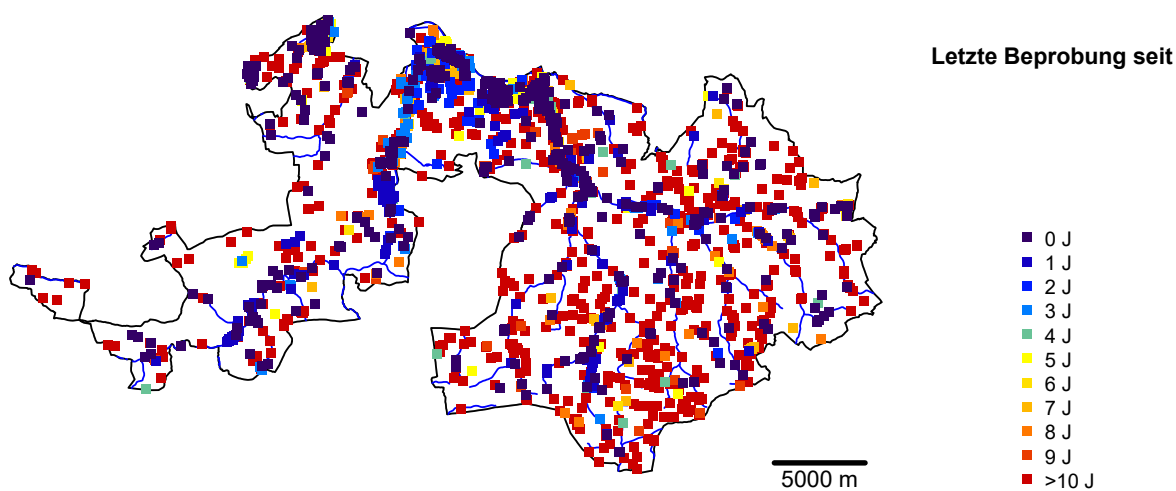 Letzte Beprobung seit
0 J
1 J
2 J
3 J
4 J
5 J
6 J
7 J
8 J
9 J
>10 J
5000 m